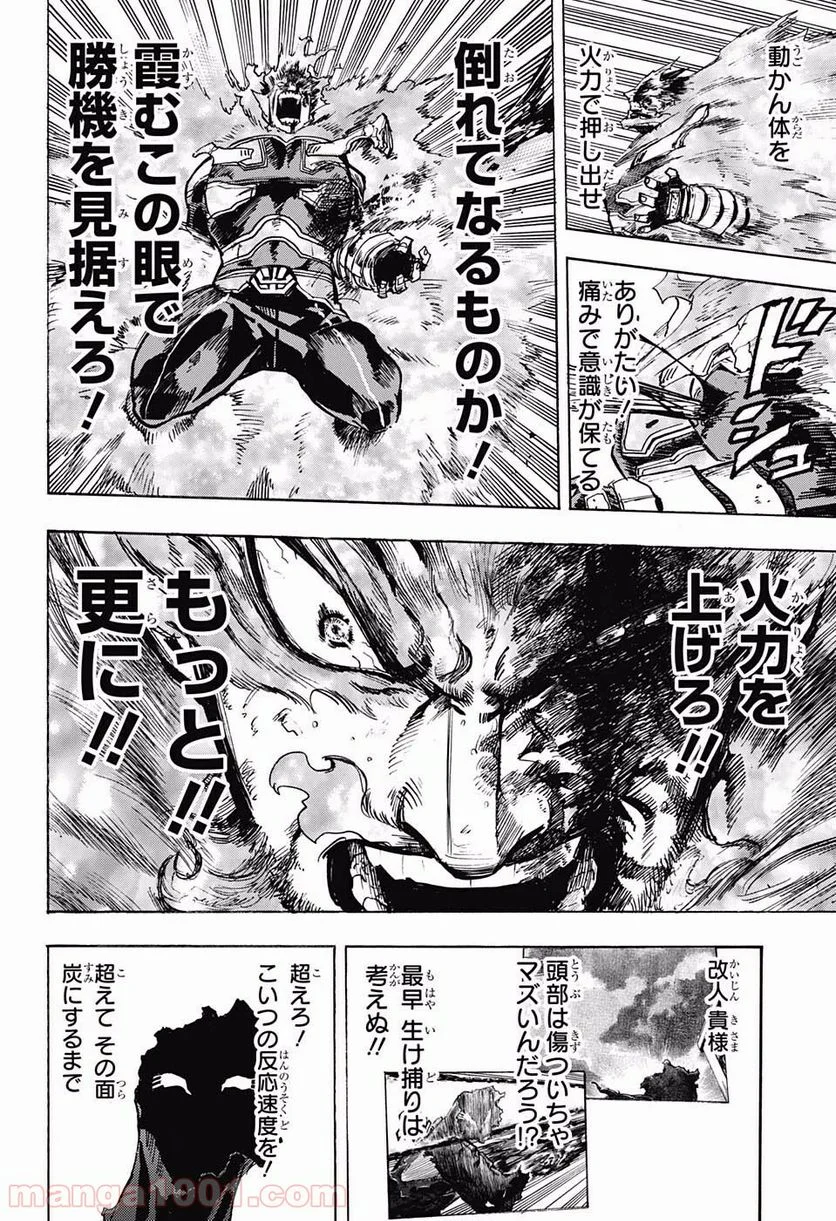 動かん体を
火力で押し出せ
ドシュ
ありがたい！
痛みで意識が保てる
倒れてなるものか！
霞むこの眼で
勝機を見据えろ！
火力を
上げろ!!
もっと!!
更に!!
改人貴様
頭部は傷ついちゃ
マズいんだろう!?
最早 生け捕りは
考えぬ!!
超えろ！
こいつの反応速度を！
超えて その面
炭にするまで
manga1001.com